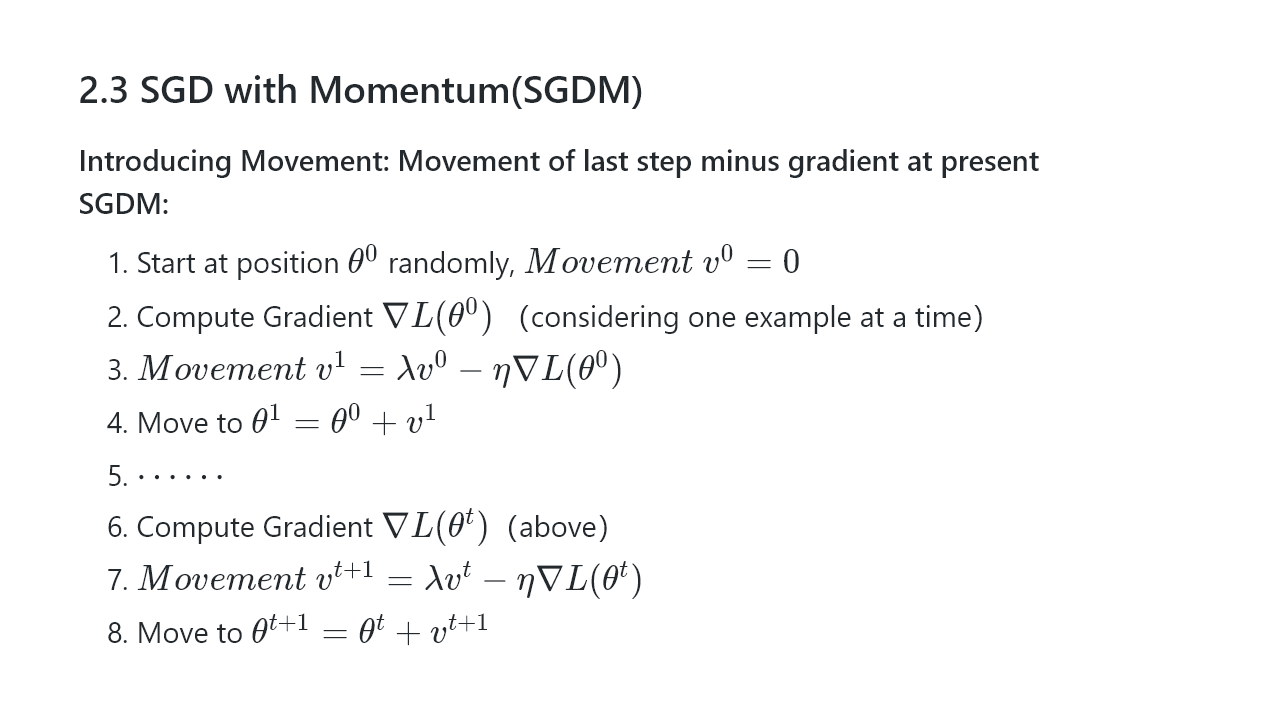 2.3 SGD with Momentum(SGDM)
Introducing Movement: Movement of last step minus gradient at present
SGDM:
1. Start at position θ⁰ randomly, Movement v⁰ = 0
2. Compute Gradient ∇L(θ⁰) （considering one example at a time）
3. Movement v¹ = λv⁰ − η∇L(θ⁰)
4. Move to θ¹ = θ⁰ + v¹
5. · · · · · ·
6. Compute Gradient ∇L(θᵗ)（above）
7. Movement vᵗ⁺¹ = λvᵗ − η∇L(θᵗ)
8. Move to θᵗ⁺¹ = θᵗ + vᵗ⁺¹